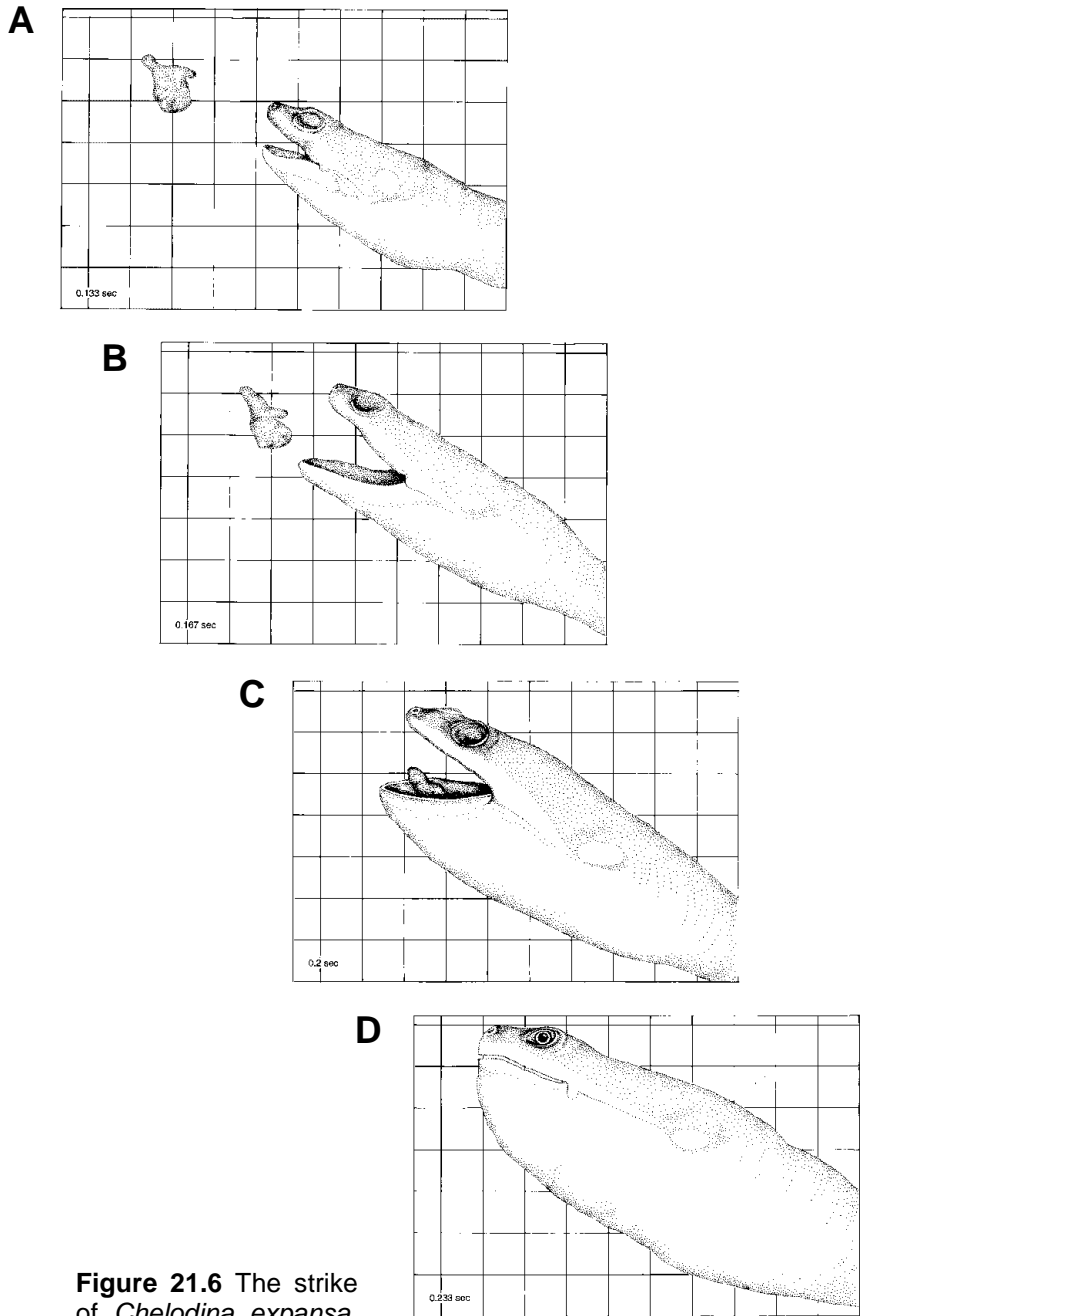 A
0.133 sec
B
0.167 sec
C
0.2 sec
D
0.233 sec
Figure 21.6 The strike
of Chelodina expansa.